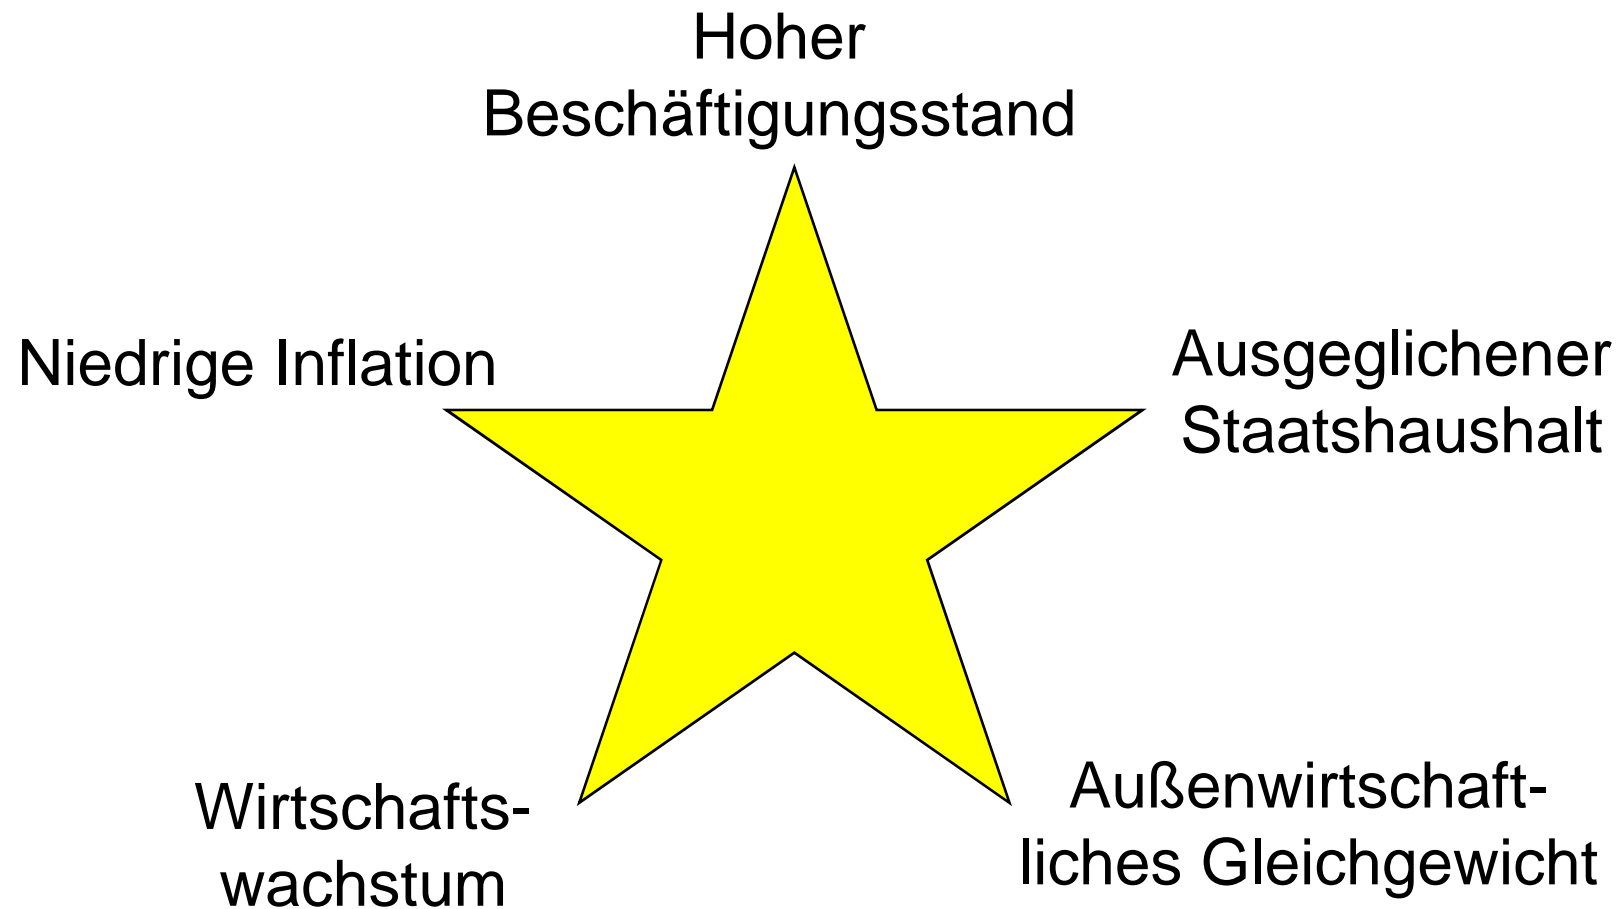 Hoher
Beschäftigungsstand
Niedrige Inflation
Ausgeglichener
Staatshaushalt
Wirtschafts-
wachstum
Außenwirtschaft-
liches Gleichgewicht